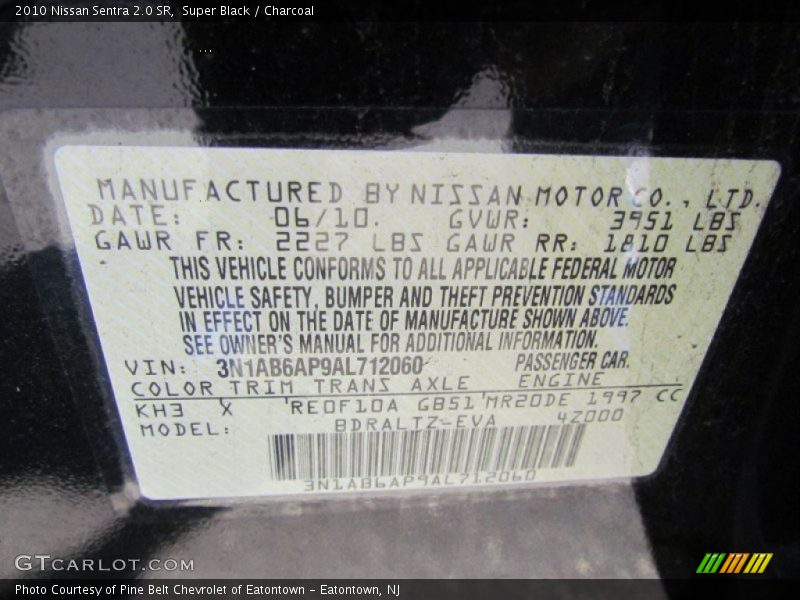 2010 Nissan Sentra 2.0 SR, Super Black / Charcoal
MANUFACTURED BY NISSAN MOTOR CO., LTD.
DATE: 06/10. GVWR: 3951 LBS
GAWR FR: 2227 LBS GAWR RR: 1810 LBS
THIS VEHICLE CONFORMS TO ALL APPLICABLE FEDERAL MOTOR
VEHICLE SAFETY, BUMPER AND THEFT PREVENTION STANDARDS
IN EFFECT ON THE DATE OF MANUFACTURE SHOWN ABOVE.
SEE OWNER'S MANUAL FOR ADDITIONAL INFORMATION.
VIN: 3N1AB6AP9AL712060 PASSENGER CAR.
COLOR TRIM TRANS AXLE ENGINE
KH3 X RE0F10A GB51 MR20DE 1997 CC
MODEL: BDRALTZ-EVA 4Z000
3N1AB6AP9AL712060
GTCARLOT.COM
Photo Courtesy of Pine Belt Chevrolet of Eatontown – Eatontown, NJ